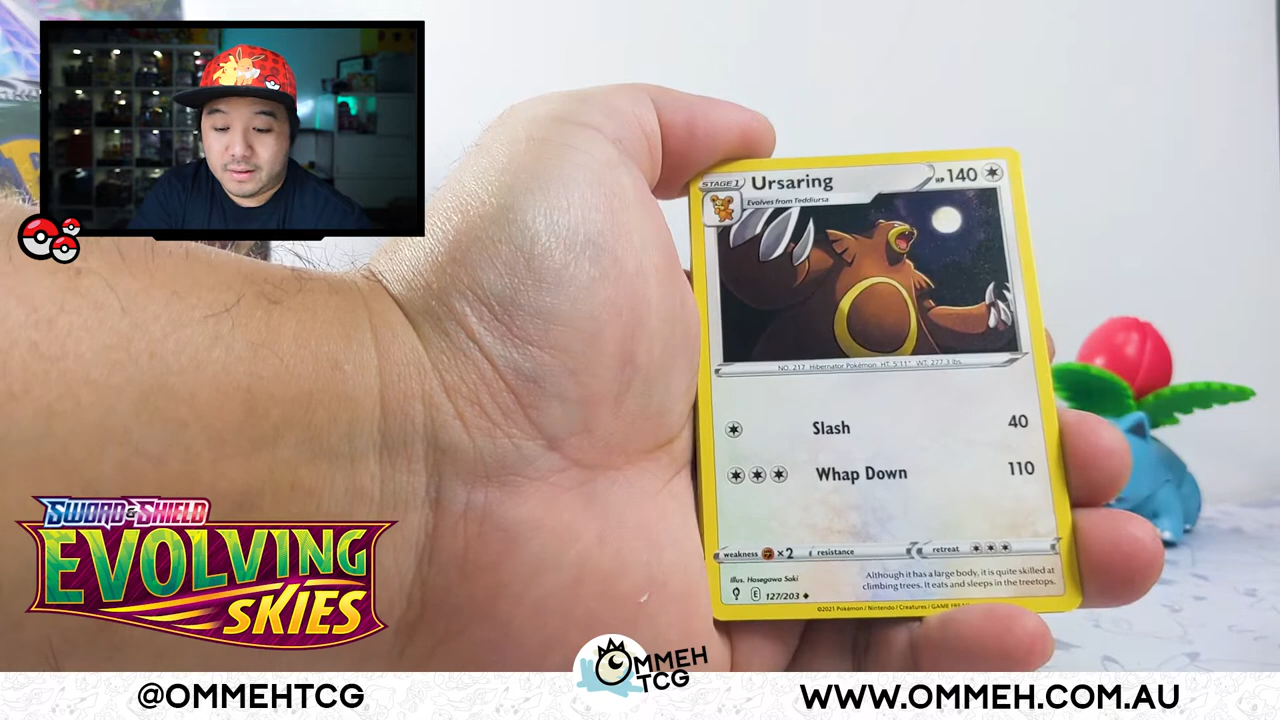 STAGE 1
Ursaring
HP 140
Evolves from Teddiursa
NO. 217 Hibernator Pokémon HT: 5'11" WT: 277.3 lbs.
Slash 40
Whap Down 110
weakness ×2 resistance retreat
Illus. Hasegawa Saki
Although it has a large body, it is quite skilled at
climbing trees. It eats and sleeps in the treetops.
E 127/203
©2021 Pokémon / Nintendo / Creatures / GAME
SWORD & SHIELD
EVOLVING
SKIES
OMMEH
TCG
@OMMEHTCG
WWW.OMMEH.COM.AU